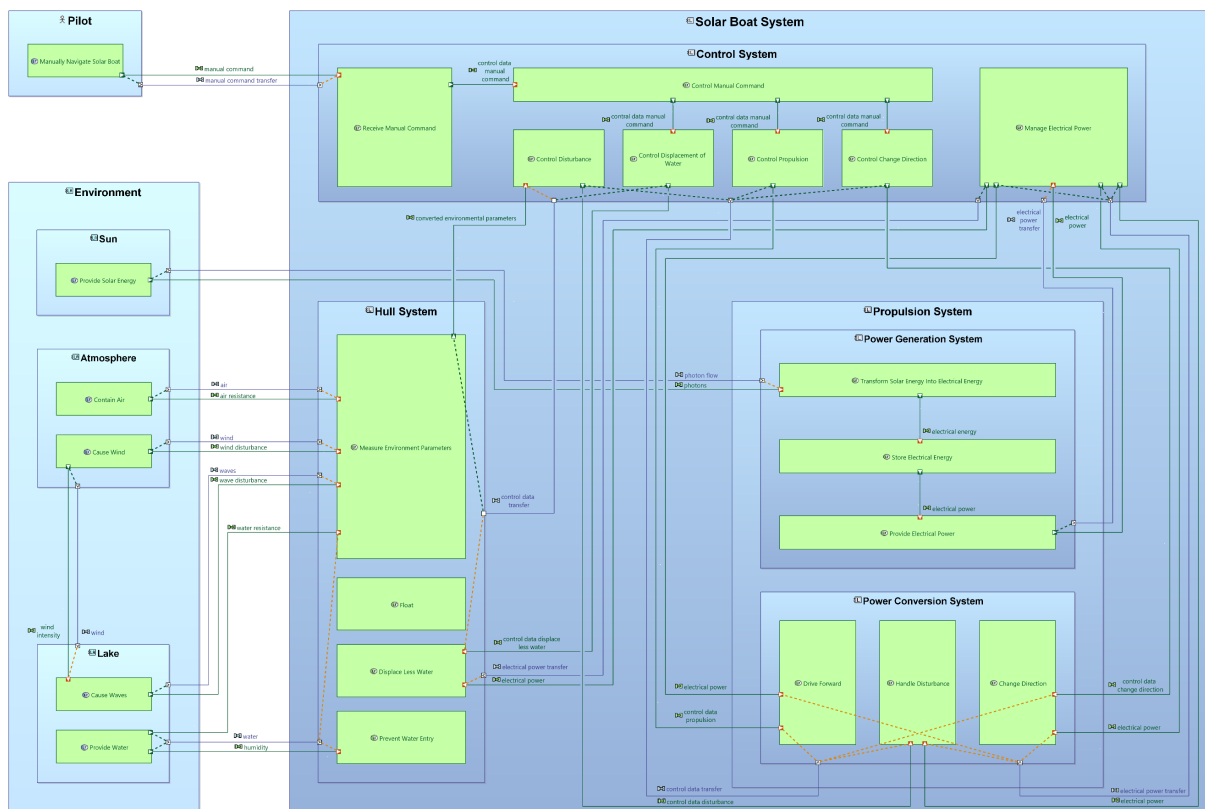 Pilot
Manually Navigate Solar Boat
manual command
manual command transfer
Solar Boat System
Control System
Receive Manual Command
control data
manual
command
Control Manual Command
control data manual
command
control data manual
command
control data manual
command
Control Disturbance
Control Displacement of
Water
Control Propulsion
Control Change Direction
Manage Electrical Power
converted environmental parameters
electrical
power
transfer
electrical
power
Environment
Sun
Provide Solar Energy
Atmosphere
Contain Air
Cause Wind
air
air resistance
wind
wind disturbance
waves
wave disturbance
water resistance
wind
intensity
wind
Lake
Cause Waves
Provide Water
water
humidity
Hull System
Measure Environment Parameters
Float
Displace Less Water
Prevent Water Entry
control data
transfer
control data displace
less water
electrical power transfer
electrical power
Propulsion System
Power Generation System
photon flow
photons
Transform Solar Energy Into Electrical Energy
electrical energy
Store Electrical Energy
electrical power
Provide Electrical Power
Power Conversion System
Drive Forward
Handle Disturbance
Change Direction
electrical power
control data
propulsion
control data
change direction
electrical power
control data transfer
control data disturbance
electrical power transfer
electrical power